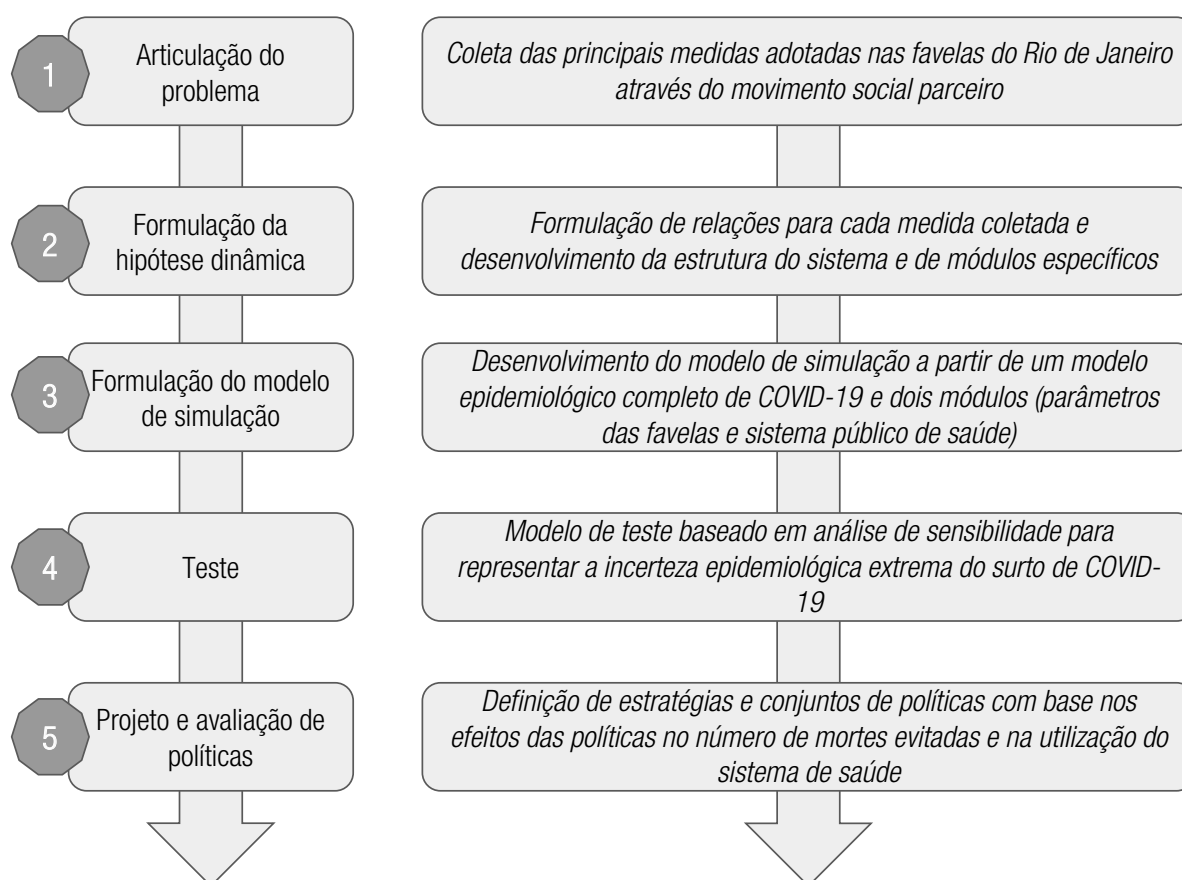 1
Articulação do
problema
Coleta das principais medidas adotadas nas favelas do Rio de Janeiro
através do movimento social parceiro
2
Formulação da
hipótese dinâmica
Formulação de relações para cada medida coletada e
desenvolvimento da estrutura do sistema e de módulos específicos
3
Formulação do modelo
de simulação
Desenvolvimento do modelo de simulação a partir de um modelo
epidemiológico completo de COVID-19 e dois módulos (parâmetros
das favelas e sistema público de saúde)
4
Teste
Modelo de teste baseado em análise de sensibilidade para
representar a incerteza epidemiológica extrema do surto de COVID-
19
5
Projeto e avaliação de
políticas
Definição de estratégias e conjuntos de políticas com base nos
efeitos das políticas no número de mortes evitadas e na utilização do
sistema de saúde